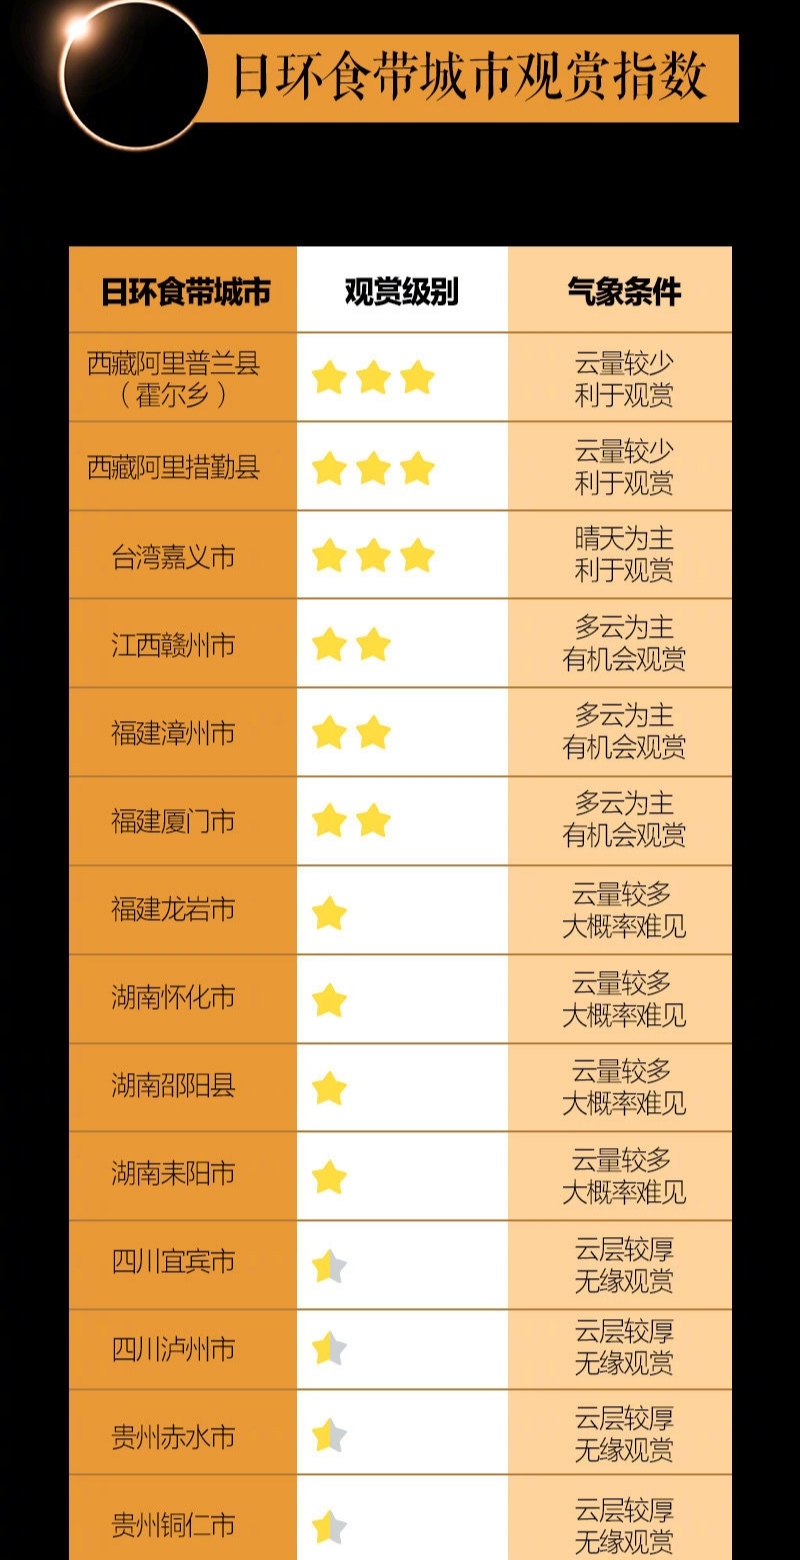 日环食带城市观赏指数
日环食带城市
观赏级别
气象条件
西藏阿里普兰县
（霍尔乡）
云量较少
利于观赏
西藏阿里措勤县
云量较少
利于观赏
台湾嘉义市
晴天为主
利于观赏
江西赣州市
多云为主
有机会观赏
福建漳州市
多云为主
有机会观赏
福建厦门市
多云为主
有机会观赏
福建龙岩市
云量较多
大概率难见
湖南怀化市
云量较多
大概率难见
湖南邵阳县
云量较多
大概率难见
湖南耒阳市
云量较多
大概率难见
四川宜宾市
云层较厚
无缘观赏
四川泸州市
云层较厚
无缘观赏
贵州赤水市
云层较厚
无缘观赏
贵州铜仁市
云层较厚
无缘观赏